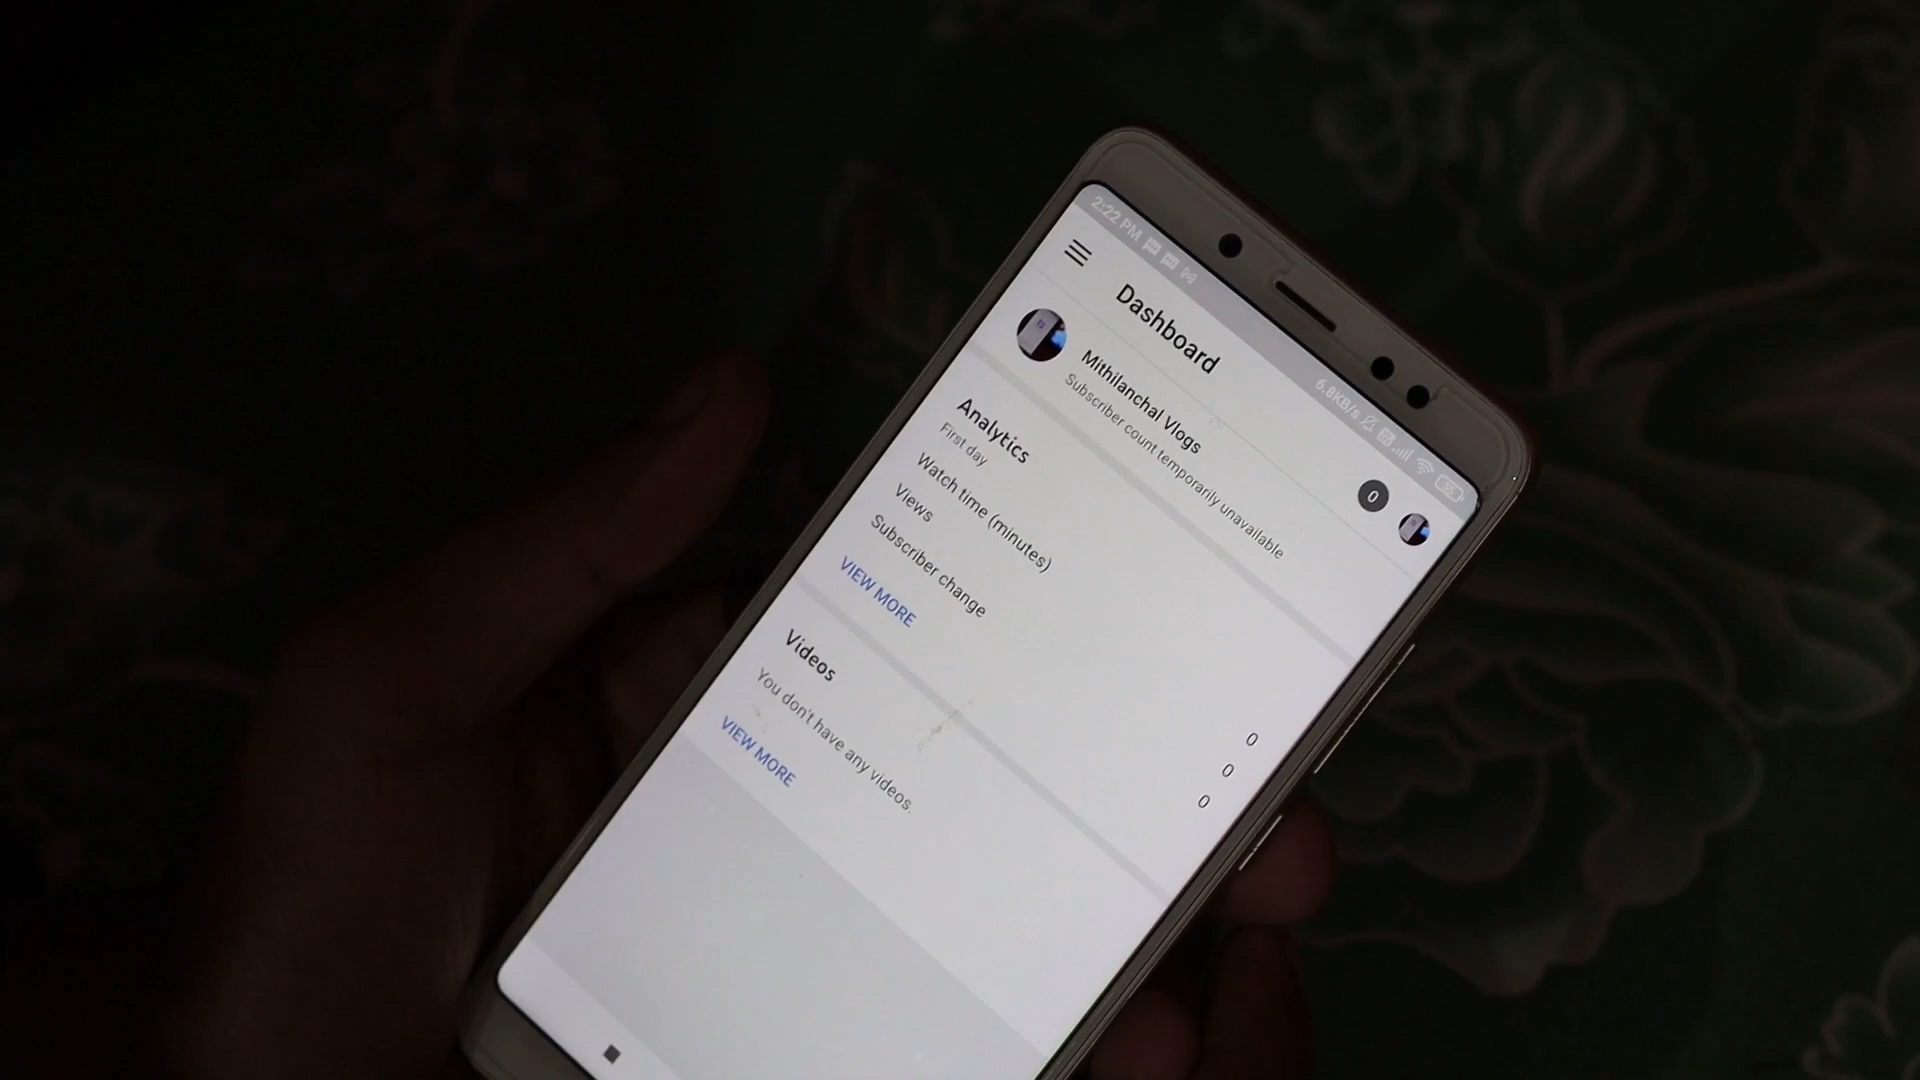 2:22 PM
6.8KB/s
55
Dashboard
0
Mithilanchal Vlogs
Subscriber count temporarily unavailable
Analytics
First day
Watch time (minutes) 0
Views 0
Subscriber change 0
VIEW MORE
Videos
You don't have any videos.
VIEW MORE